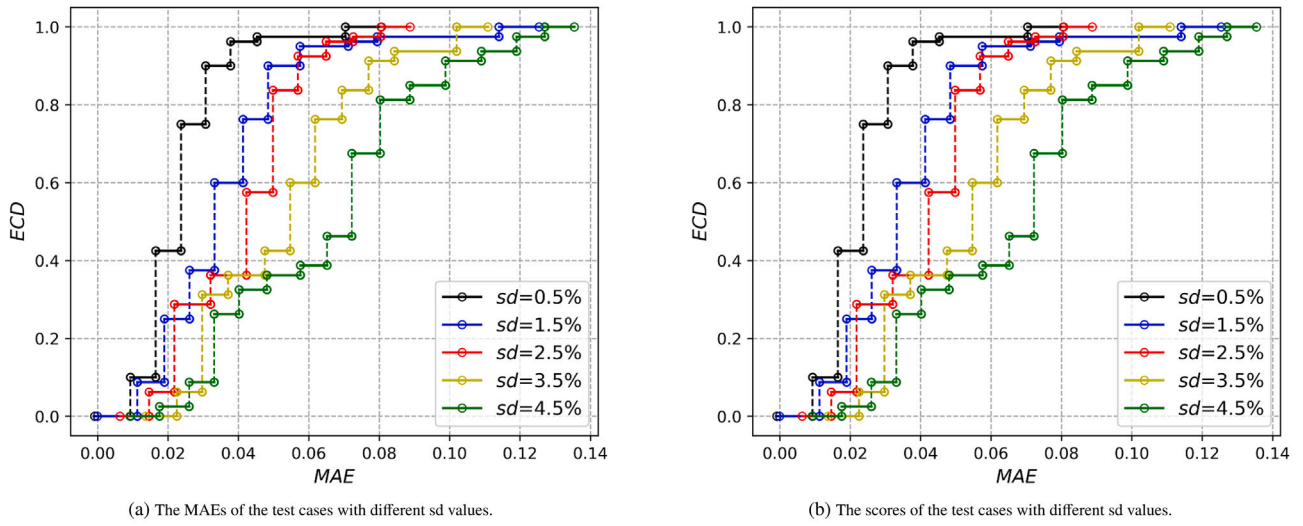 1.0
0.8
0.6
0.4
0.2
0.0
ECD
0.00 0.02 0.04 0.06 0.08 0.10 0.12 0.14
MAE
sd=0.5%
sd=1.5%
sd=2.5%
sd=3.5%
sd=4.5%
(a) The MAEs of the test cases with different sd values.
1.0
0.8
0.6
0.4
0.2
0.0
ECD
0.00 0.02 0.04 0.06 0.08 0.10 0.12 0.14
MAE
sd=0.5%
sd=1.5%
sd=2.5%
sd=3.5%
sd=4.5%
(b) The scores of the test cases with different sd values.